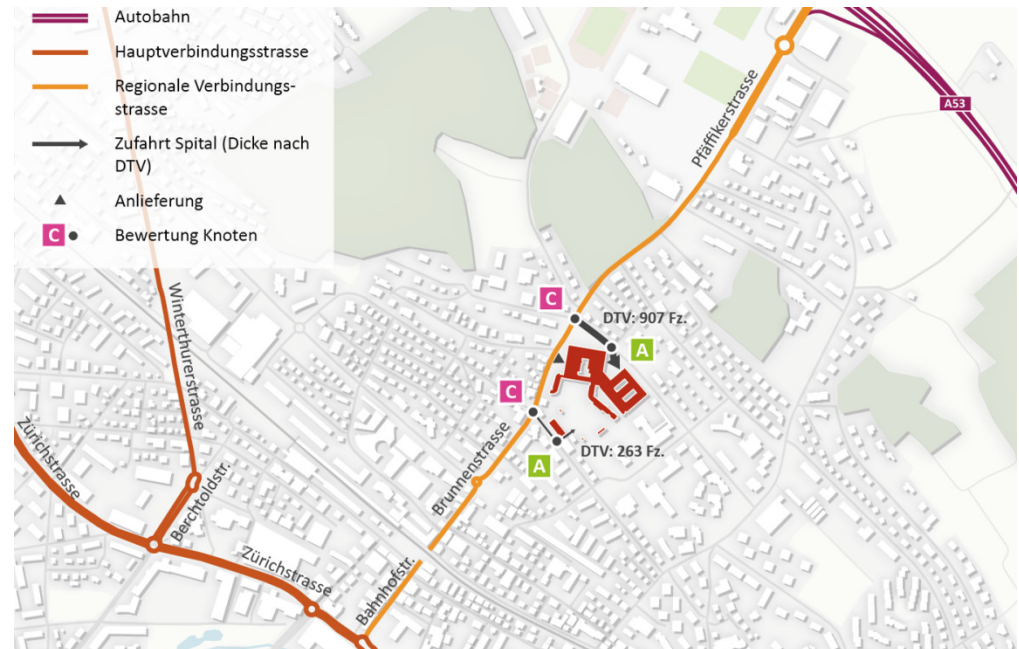 Autobahn
Hauptverbindungsstrasse
Regionale Verbindungs-
strasse
Zufahrt Spital (Dicke nach
DTV)
Anlieferung
C
Bewertung Knoten
A53
Pfäffikerstrasse
Winterthurerstrasse
C
DTV: 907 Fz.
A
C
Zürichstrasse
Brunnenstrasse
DTV: 263 Fz.
A
Berchtoldstr.
Zürichstrasse
Bahnhofstr.